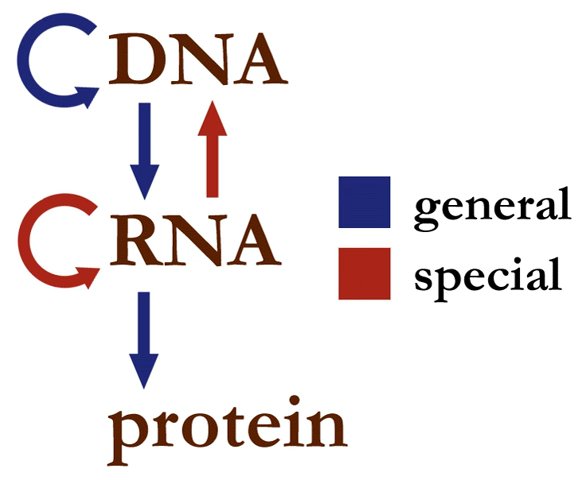 DNA
RNA
protein
general
special